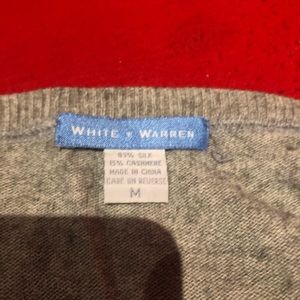 WHITE + WARREN
85% SILK
15% CASHMERE
MADE IN CHINA
CARE ON REVERSE
M